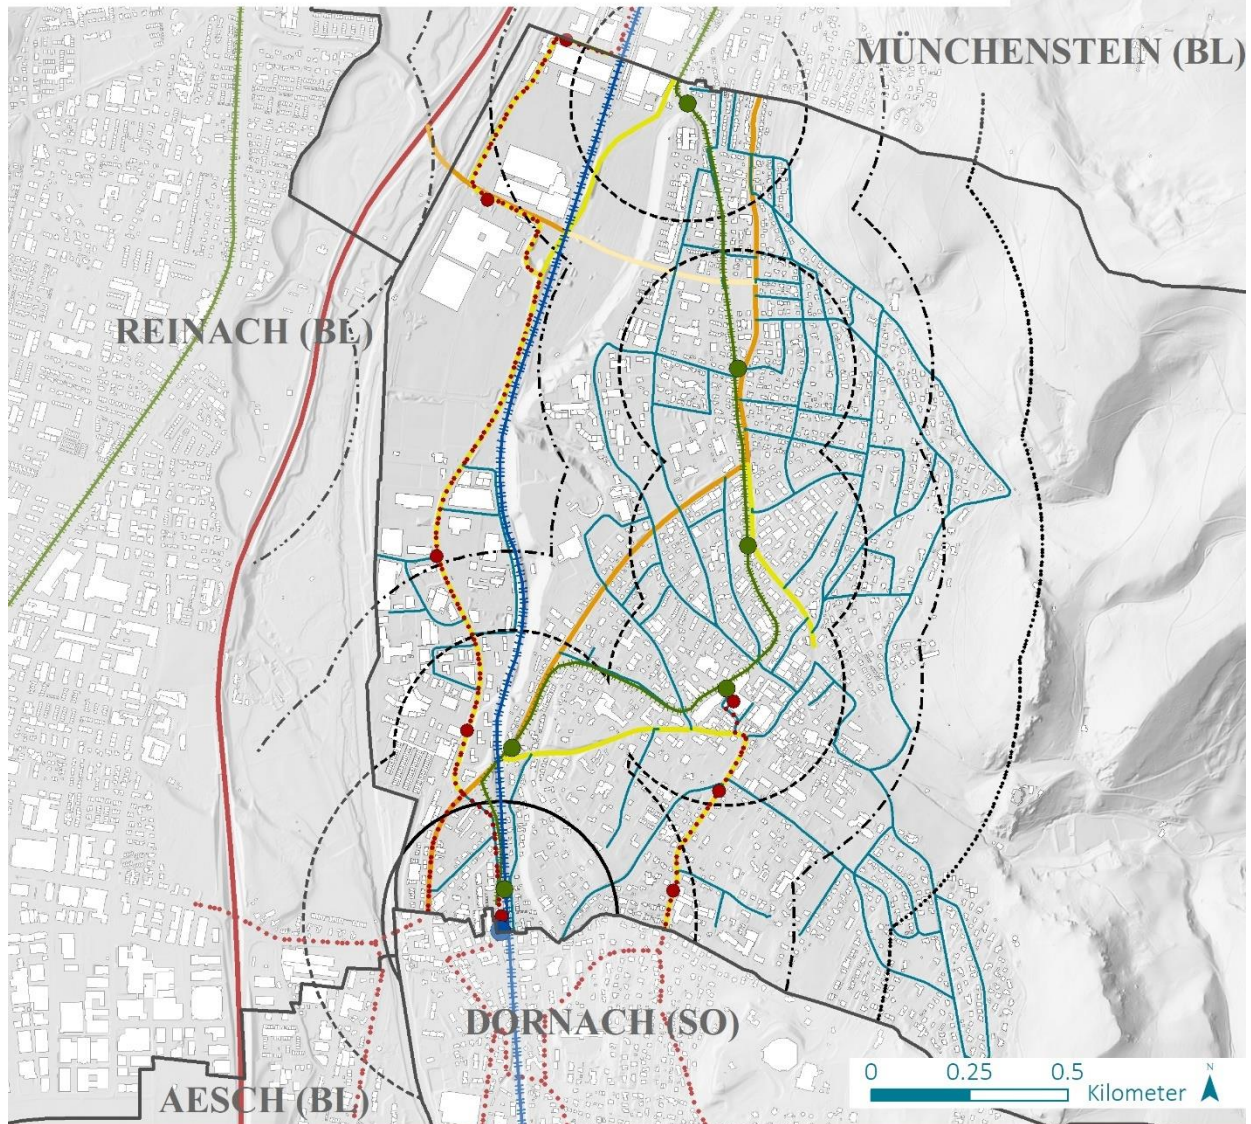 MÜNCHENSTEIN (BL)
REINACH (BL)
DORNACH (SO)
AESCH (BL)
0 0.25 0.5
Kilometer
N